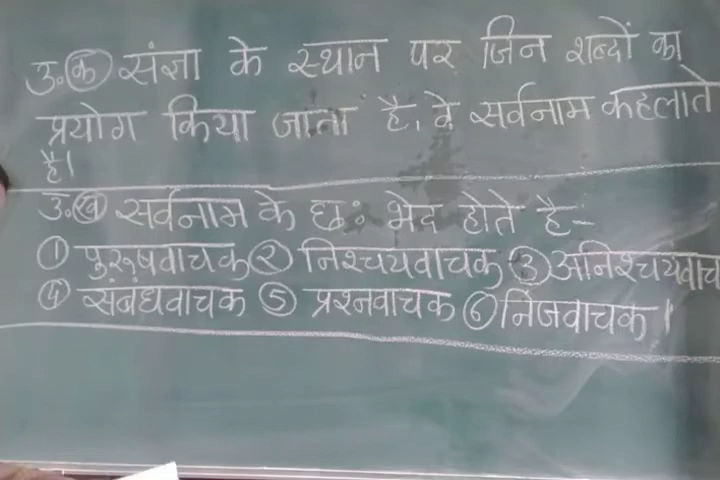 उ.(क) संज्ञा के स्थान पर जिन शब्दों का
प्रयोग किया जाता है, वे सर्वनाम कहलाते
है।
उ.(ख) सर्वनाम के छः भेद होते है-
① पुरुषवाचक ② निश्चयवाचक ③ अनिश्चयवाच
④ संबंधवाचक ⑤ प्रश्नवाचक ⑥ निजवाचक।